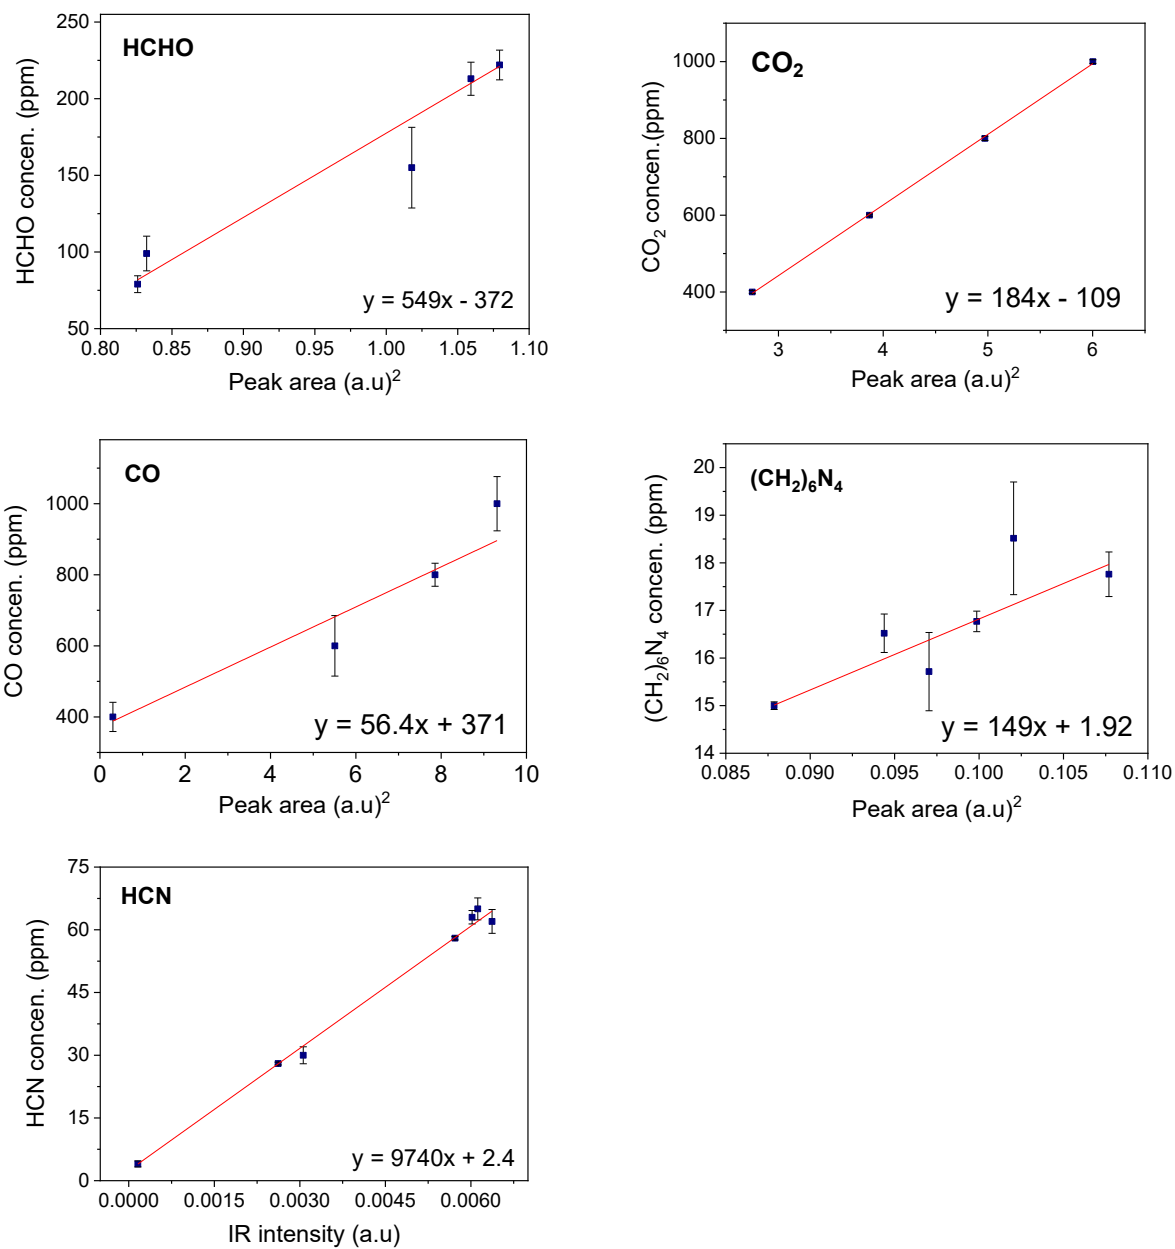 HCHO
HCHO concen. (ppm)
250
200
150
100
50
y = 549x - 372
0.80 0.85 0.90 0.95 1.00 1.05 1.10
Peak area (a.u)²
CO₂
CO₂ concen.(ppm)
1000
800
600
400
y = 184x - 109
3 4 5 6
Peak area (a.u)²
CO
CO concen. (ppm)
1000
800
600
400
y = 56.4x + 371
0 2 4 6 8 10
Peak area (a.u)²
(CH₂)₆N₄
(CH₂)₆N₄ concen. (ppm)
20
19
18
17
16
15
14
y = 149x + 1.92
0.085 0.090 0.095 0.100 0.105 0.110
Peak area (a.u)²
HCN
HCN concen. (ppm)
75
60
45
30
15
0
y = 9740x + 2.4
0.0000 0.0015 0.0030 0.0045 0.0060
IR intensity (a.u)